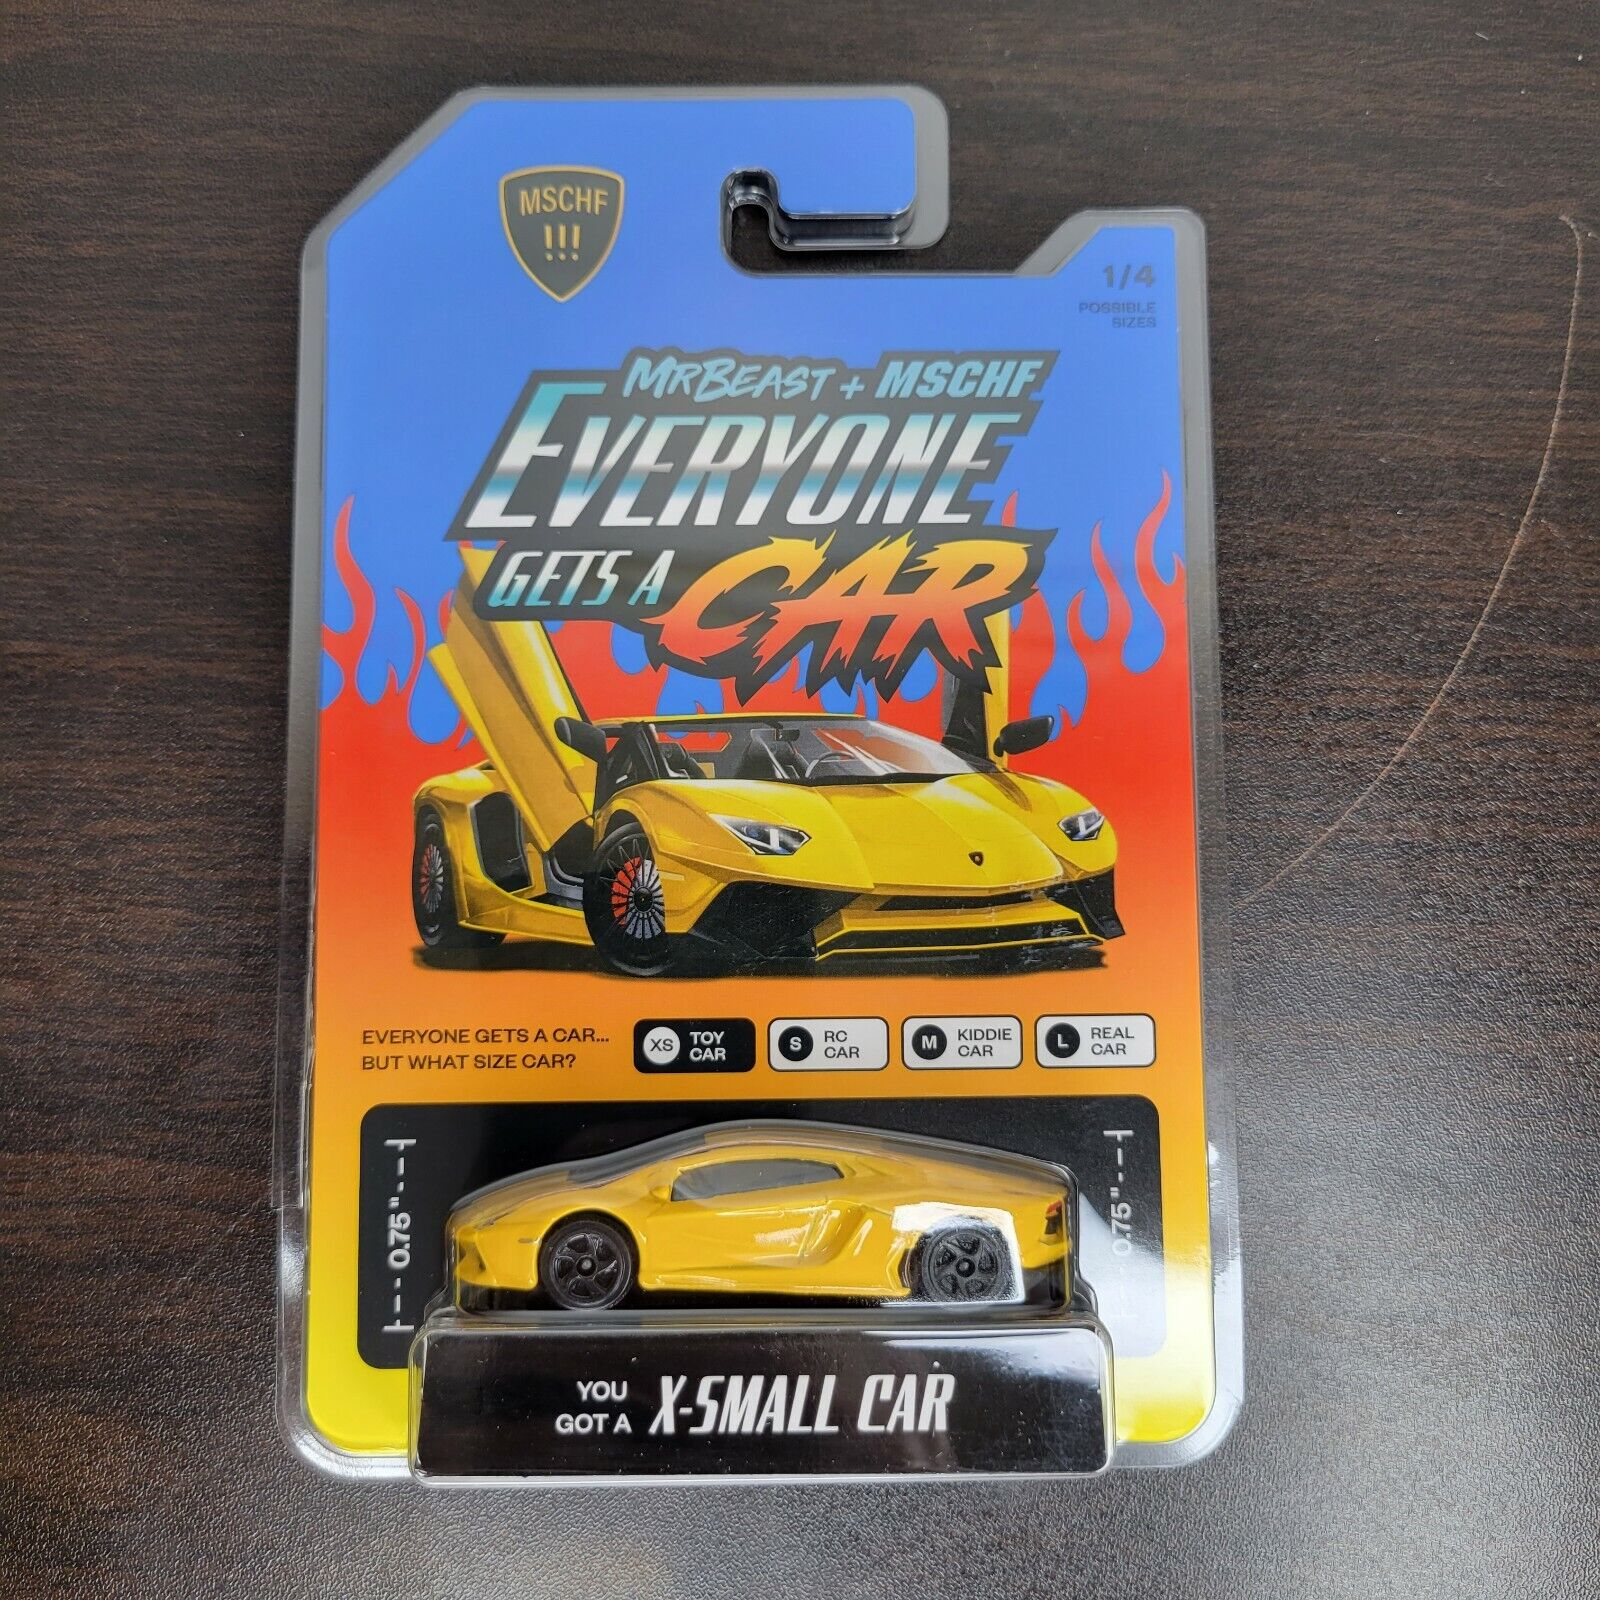 MSCHF
!!!
1/4
POSSIBLE
SIZES
MRBEAST + MSCHF
EVERYONE
GETS A CAR
EVERYONE GETS A CAR...
BUT WHAT SIZE CAR?
XS TOY
CAR
S RC
CAR
M KIDDIE
CAR
L REAL
CAR
0.75"
0.75"
YOU
GOT A X-SMALL CAR